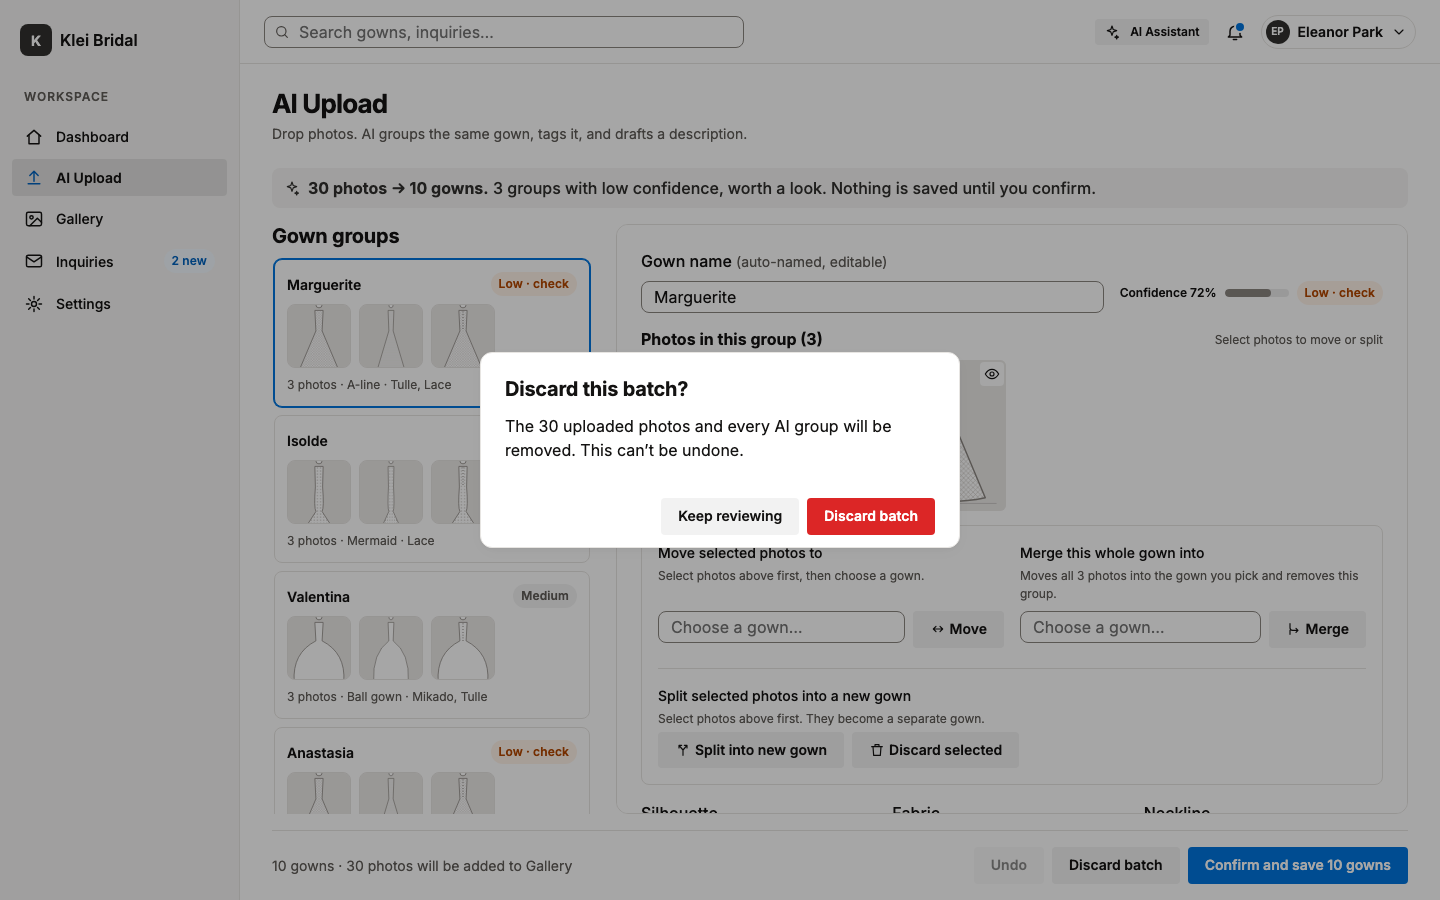 K Klei Bridal
Search gowns, inquiries...
AI Assistant
EP Eleanor Park
WORKSPACE
Dashboard
AI Upload
Gallery
Inquiries 2 new
Settings
AI Upload
Drop photos. AI groups the same gown, tags it, and drafts a description.
30 photos → 10 gowns. 3 groups with low confidence, worth a look. Nothing is saved until you confirm.
Gown groups
Marguerite Low · check
3 photos · A-line · Tulle, Lace
Isolde
3 photos · Mermaid · Lace
Valentina Medium
3 photos · Ball gown · Mikado, Tulle
Anastasia Low · check
Gown name (auto-named, editable)
Marguerite
Confidence 72% Low · check
Photos in this group (3)
Select photos to move or split
Discard this batch?
The 30 uploaded photos and every AI group will be
removed. This can’t be undone.
Keep reviewing Discard batch
Move selected photos to
Select photos above first, then choose a gown.
Choose a gown... Move
Merge this whole gown into
Moves all 3 photos into the gown you pick and removes this
group.
Choose a gown... Merge
Split selected photos into a new gown
Select photos above first. They become a separate gown.
Split into new gown Discard selected
Silhouette Fabric Neckline
10 gowns · 30 photos will be added to Gallery
Undo Discard batch Confirm and save 10 gowns